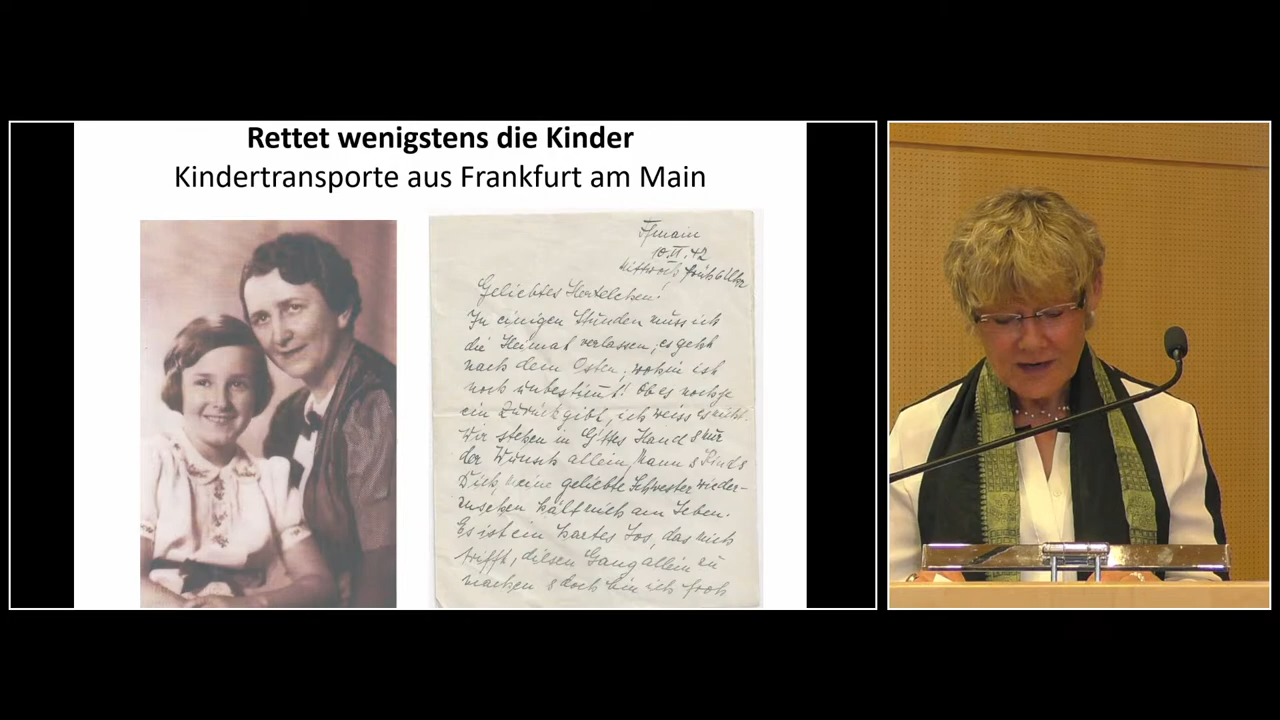 Rettet wenigstens die Kinder
Kindertransporte aus Frankfurt am Main
Ffmain
10.VI.42
Mittwoch, früh 6 Uhr
Geliebtes Hertelchen!
In einigen Stunden muss ich
die Heimat verlassen, es geht
nach dem Osten, wohin ist
noch unbestimmt! Ob es noch je
ein Zurück gibt, ich weiss es nicht.
Wir stehen in Gottes Hand & nur
der Wunsch allein, Mann & Kind &
Dich, meine geliebte Schwester wieder-
zusehen hält mich am Leben.
Es ist ein hartes Los, das mich
trifft, diesen Gang allein zu
machen & doch bin ich froh